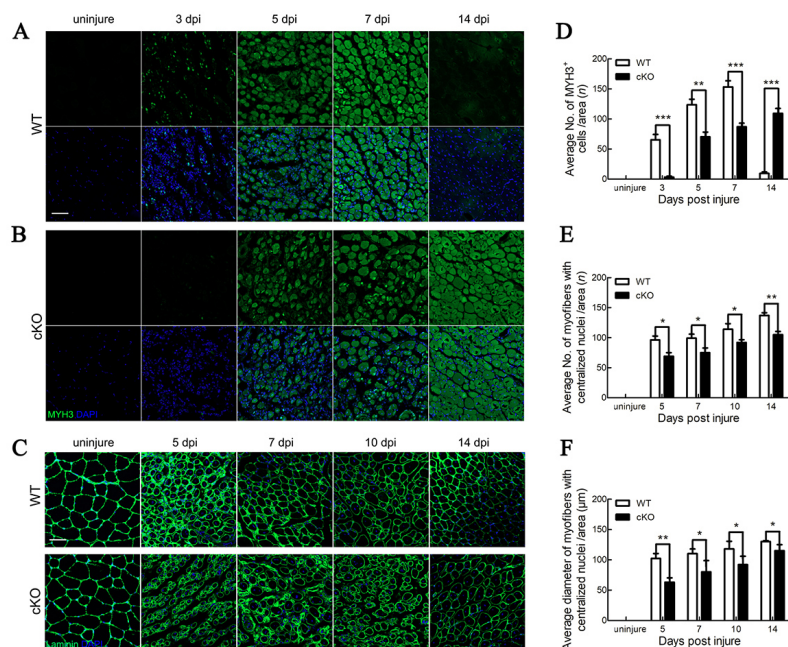 A
uninjure 3 dpi 5 dpi 7 dpi 14 dpi
WT
B
cKO
MYH3 DAPI
C
uninjure 5 dpi 7 dpi 10 dpi 14 dpi
WT
cKO
Laminin
D
WT
cKO
Average No. of MYH3+
cells /area (n)
200
150
100
50
0
*** ** *** ***
uninjure 3 5 7 14
Days post injure
E
WT
cKO
Average No. of myofibers with
centralized nuclei /area (n)
200
150
100
50
0
* * * **
uninjure 5 7 10 14
Days post injure
F
WT
cKO
Average diameter of myofibers with
centralized nuclei /area (μm)
200
150
100
50
0
** * * *
uninjure 5 7 10 14
Days post injure